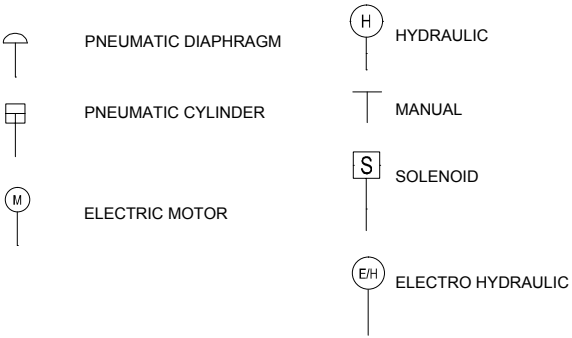 PNEUMATIC DIAPHRAGM
PNEUMATIC CYLINDER
M
ELECTRIC MOTOR
H
HYDRAULIC
MANUAL
S
SOLENOID
E/H
ELECTRO HYDRAULIC